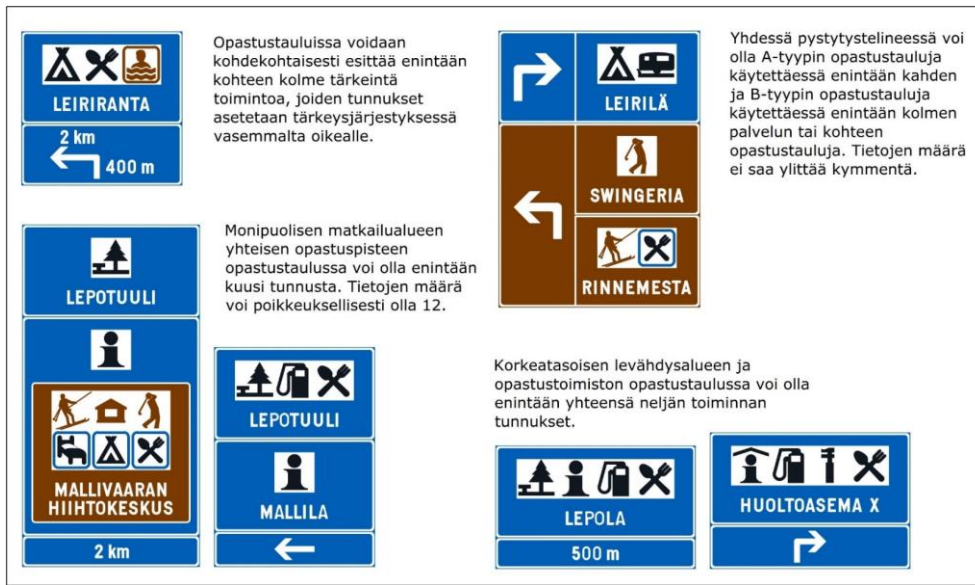 LEIRIRANTA
2 km
400 m
Opastustauluissa voidaan
kohdekohtaisesti esittää enintään
kohteen kolme tärkeintä
toimintoa, joiden tunnukset
asetetaan tärkeysjärjestyksessä
vasemmalta oikealle.
LEIRILÄ
SWINGERIA
RINNEMESTA
Yhdessä pystytystelineessä voi
olla A-tyypin opastustauluja
käytettäessä enintään kahden
ja B-tyypin opastustauluja
käytettäessä enintään kolmen
palvelun tai kohteen
opastustauluja. Tietojen määrä
ei saa ylittää kymmentä.
LEPOTUULI
MALLIVAARAN
HIIHTOKESKUS
2 km
Monipuolisen matkailualueen
yhteisen opastuspisteen
opastustaulussa voi olla enintään
kuusi tunnusta. Tietojen määrä
voi poikkeuksellisesti olla 12.
LEPOTUULI
MALLILA
Korkeatasoisen levähdysalueen ja
opastustoimiston opastustaulussa voi olla
enintään yhteensä neljän toiminnan
tunnukset.
LEPOLA
500 m
HUOLTOASEMA X